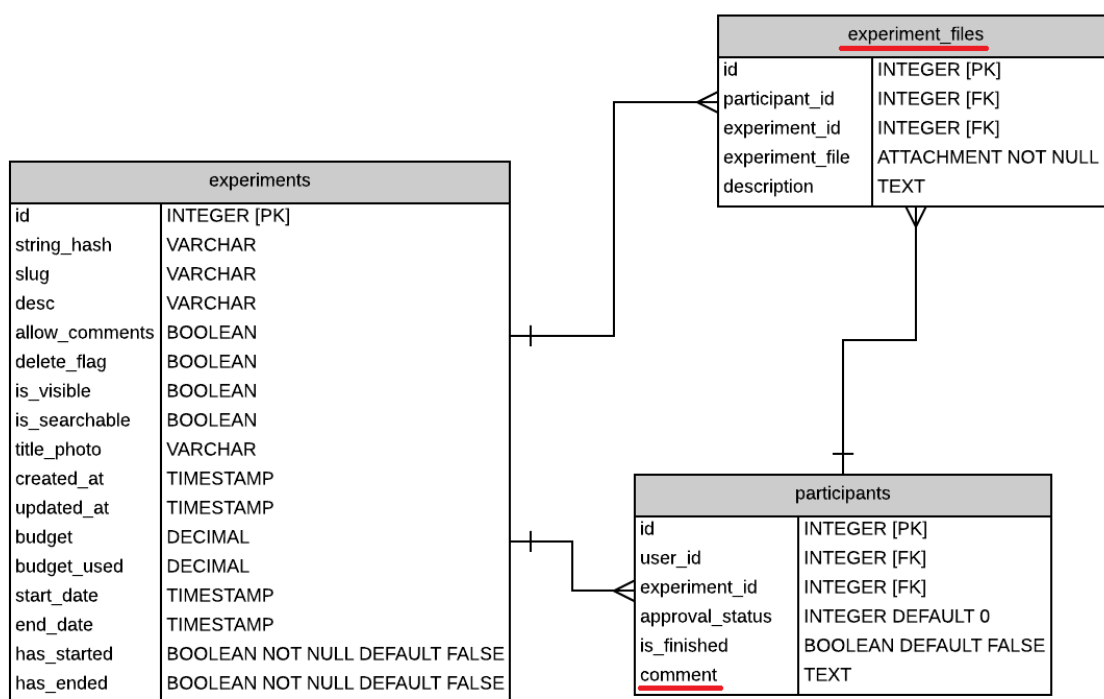 experiment_files
id INTEGER [PK]
participant_id INTEGER [FK]
experiment_id INTEGER [FK]
experiment_file ATTACHMENT NOT NULL
description TEXT
experiments
id INTEGER [PK]
string_hash VARCHAR
slug VARCHAR
desc VARCHAR
allow_comments BOOLEAN
delete_flag BOOLEAN
is_visible BOOLEAN
is_searchable BOOLEAN
title_photo VARCHAR
created_at TIMESTAMP
updated_at TIMESTAMP
budget DECIMAL
budget_used DECIMAL
start_date TIMESTAMP
end_date TIMESTAMP
has_started BOOLEAN NOT NULL DEFAULT FALSE
has_ended BOOLEAN NOT NULL DEFAULT FALSE
participants
id INTEGER [PK]
user_id INTEGER [FK]
experiment_id INTEGER [FK]
approval_status INTEGER DEFAULT 0
is_finished BOOLEAN DEFAULT FALSE
comment TEXT